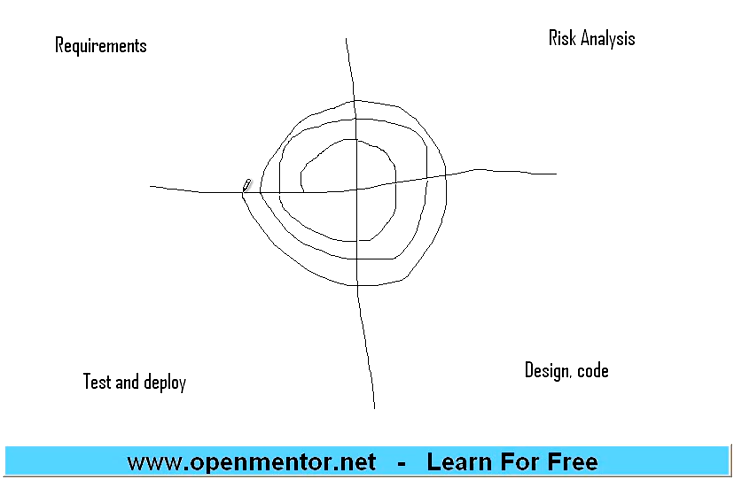 Requirements
Risk Analysis
Test and deploy
Design, code
www.openmentor.net - Learn For Free